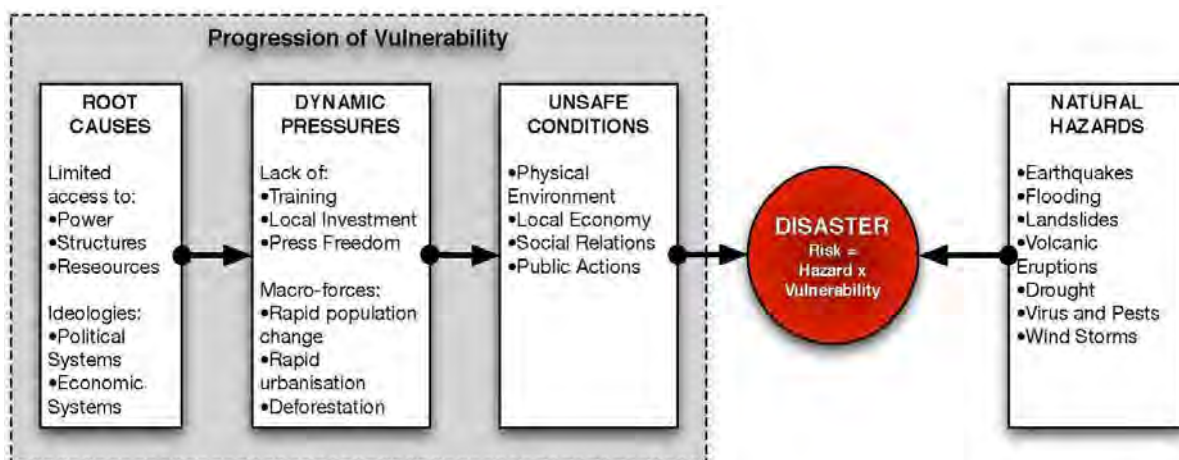 Progression of Vulnerability
ROOT
CAUSES
Limited
access to:
•Power
•Structures
•Reseources
Ideologies:
•Political
Systems
•Economic
Systems
DYNAMIC
PRESSURES
Lack of:
•Training
•Local Investment
•Press Freedom
Macro-forces:
•Rapid population
change
•Rapid
urbanisation
•Deforestation
UNSAFE
CONDITIONS
•Physical
Environment
•Local Economy
•Social Relations
•Public Actions
DISASTER
Risk =
Hazard x
Vulnerability
NATURAL
HAZARDS
•Earthquakes
•Flooding
•Landslides
•Volcanic
Eruptions
•Drought
•Virus and Pests
•Wind Storms